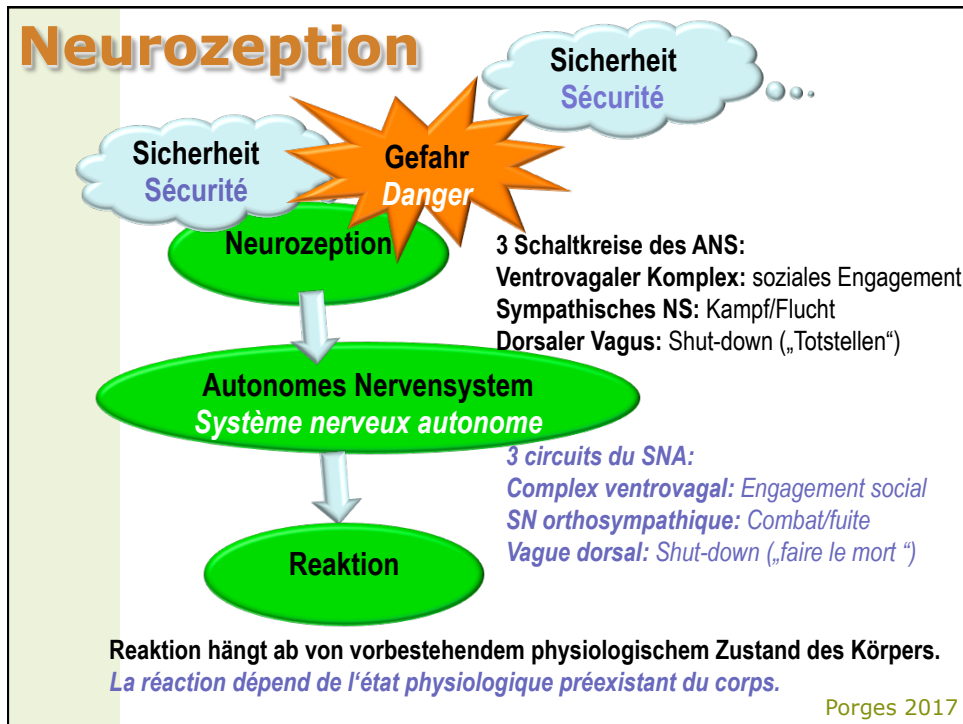 Neurozeption
Sicherheit
Sécurité
Sicherheit
Sécurité
Gefahr
Danger
Neurozeption
3 Schaltkreise des ANS:
Ventrovagaler Komplex: soziales Engagement
Sympathisches NS: Kampf/Flucht
Dorsaler Vagus: Shut-down („Totstellen“)
Autonomes Nervensystem
Système nerveux autonome
3 circuits du SNA:
Complex ventrovagal: Engagement social
SN orthosympathique: Combat/fuite
Vague dorsal: Shut-down („faire le mort “)
Reaktion
Reaktion hängt ab von vorbestehendem physiologischem Zustand des Körpers.
La réaction dépend de l‘état physiologique préexistant du corps.
Porges 2017